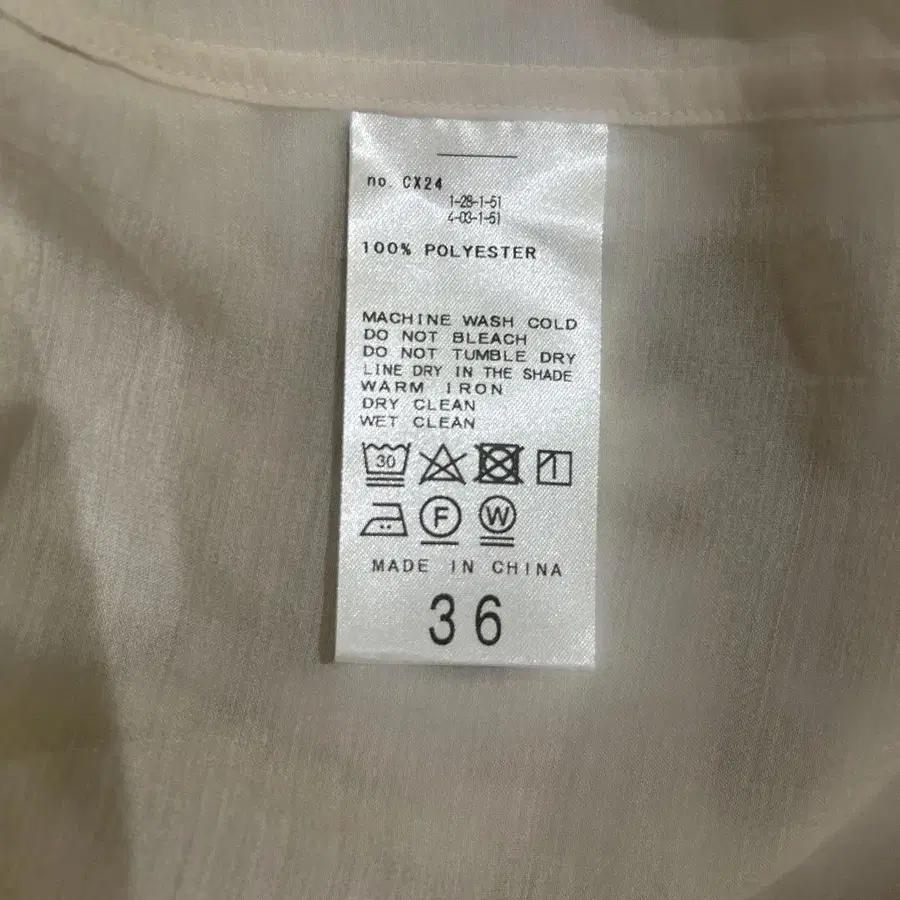 no. CX24
1-28-1-51
4-03-1-51
100% POLYESTER
MACHINE WASH COLD
DO NOT BLEACH
DO NOT TUMBLE DRY
LINE DRY IN THE SHADE
WARM IRON
DRY CLEAN
WET CLEAN
30
F W
MADE IN CHINA
36